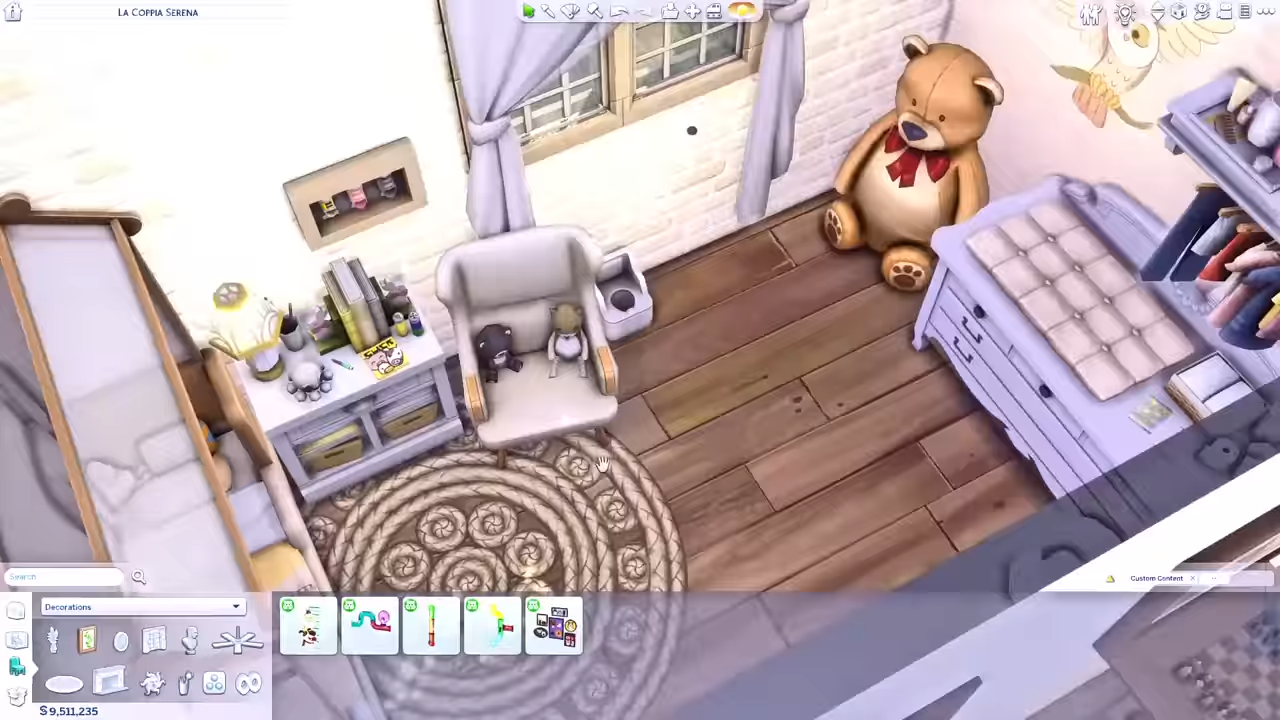 LA COPPIA SERENA
Search
Custom Content
Decorations
$9,511,235